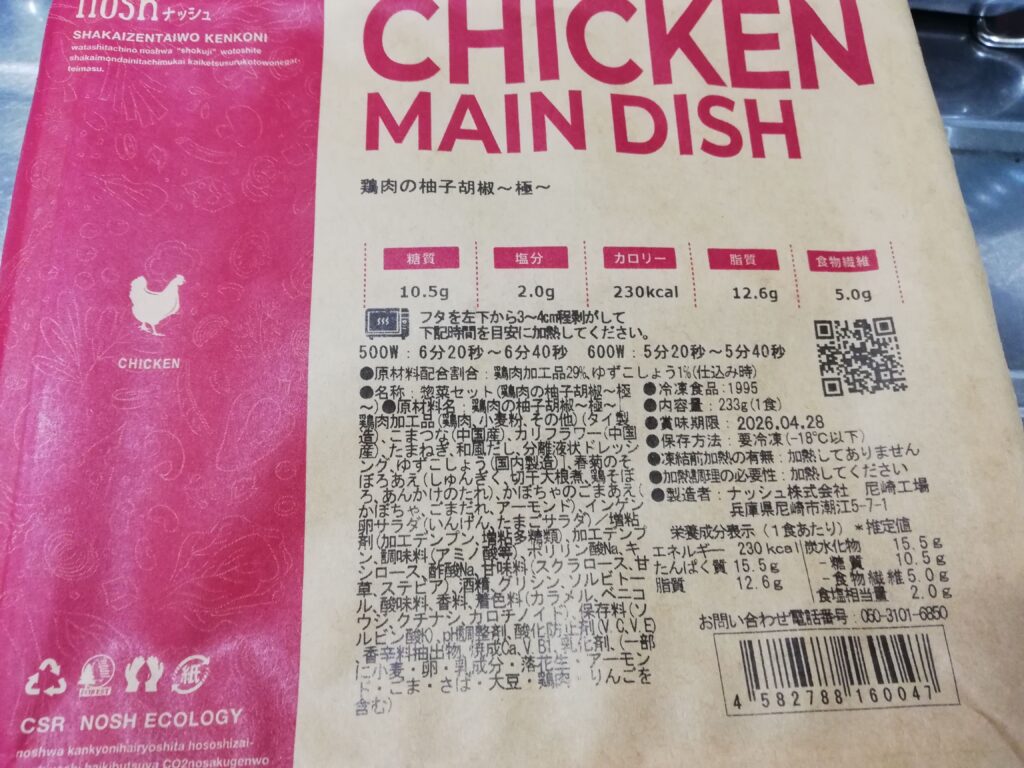 nosh ナッシュ
SHAKAIZENTAIWO KENKONI
watashitachino noshwa "shokuji" wotoshite
shakaimondainitachimukai kaiketsusurukotowonegat-
teimasu.
CHICKEN
CHICKEN
MAIN DISH
鶏肉の柚子胡椒～極～
糖質 塩分 カロリー 脂質 食物繊維
10.5g 2.0g 230kcal 12.6g 5.0g
フタを左下から3～4cm程剥がして
下記時間を目安に加熱してください。
500W：6分20秒～6分40秒 600W：5分20秒～5分40秒
●原材料配合割合：鶏肉加工品29%,ゆずこしょう1%(仕込み時)
●名称：惣菜セット(鶏肉の柚子胡椒～極
～)●原材料名：鶏肉の柚子胡椒～極～(
鶏肉加工品(鶏肉、小麦粉、その他)(タイ製
造)、こまつな(中国産)、カリフラワー(中国
産)、たまねぎ、和風だし、分離液状ドレッシ
ング、ゆずこしょう(国内製造)、春菊のそ
ぼろあえ(しゅんぎく、切干大根煮、鶏そぼ
ろ、あんかけのたれ)、かぼちゃのごまあえ(
かぼちゃ、ごまだれ、アーモンド)、インゲン
卵サラダ(いんげん、たまごサラダ)／増粘
剤(加工デンプン、増粘多糖類)、加工デンプ
ン、調味料(アミノ酸等)、ポリリン酸Na、キ
シロース、酢酸Na、甘味料(スクラロース、甘
草、ステビア)、酒精、グリシン、ソルビトー
ル、酸味料、香料、着色料(カラメル、ベニコ
ウジ、クチナシ、カロチノイド)、保存料(ソ
ルビン酸K)、pH調整剤、酸化防止剤(V.C、V.E)、
香辛料抽出物、焼成Ca、V.B1、乳化剤、(一部
に小麦・卵・乳成分・落花生・アーモン
ド・ごま・さば・大豆・鶏肉・りんごを
含む)
●冷凍食品：1995
●内容量：233g(1食)
●賞味期限：2026.04.28
●保存方法：要冷凍(-18℃以下)
●凍結前加熱の有無：加熱してありません
●加熱調理の必要性：加熱してください
●製造者：ナッシュ株式会社 尼崎工場
兵庫県尼崎市潮江5-7-1
栄養成分表示（1食あたり）＊推定値
エネルギー 230 kcal 炭水化物 15.5 g
たんぱく質 15.5 g -糖質 10.5 g
脂質 12.6 g -食物繊維 5.0 g
食塩相当量 2.0 g
お問い合わせ電話番号：050-3101-6850
4 582788 160047
FOREST
紙
CSR NOSH ECOLOGY
noshwa kankyonihairyoshita hososhizai-
haikibutsuya CO2nosakugenwo